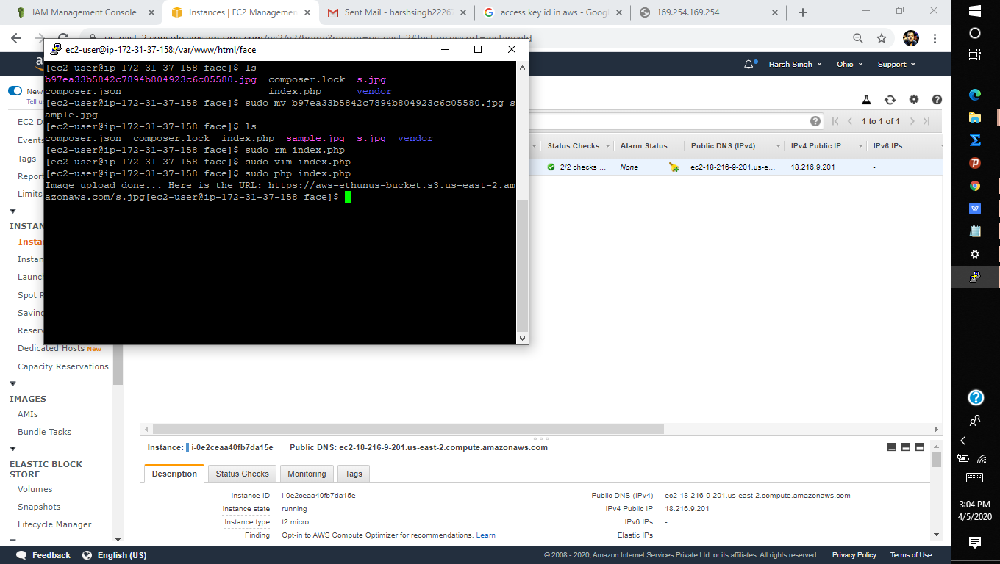 IAM Management Console
Instances | EC2 Managemen
Sent Mail - harshsingh2226
access key id in aws - Goog
169.254.169.254
us-east-2.console.aws.amazon.com/ec2/v2/home?region=us-east-2#Instances:sort=instanceId
aw
Harsh Singh
Ohio
Support
ec2-user@ip-172-31-37-158:/var/www/html/face
[ec2-user@ip-172-31-37-158 face]$ ls
b97ea33b5842c7894b804923c6c05580.jpg composer.lock s.jpg
composer.json index.php vendor
[ec2-user@ip-172-31-37-158 face]$ sudo mv b97ea33b5842c7894b804923c6c05580.jpg s
ample.jpg
[ec2-user@ip-172-31-37-158 face]$ ls
composer.json composer.lock index.php sample.jpg s.jpg vendor
[ec2-user@ip-172-31-37-158 face]$ sudo rm index.php
[ec2-user@ip-172-31-37-158 face]$ sudo vim index.php
[ec2-user@ip-172-31-37-158 face]$ sudo php index.php
Image upload done... Here is the URL: https://aws-ethunus-bucket.s3.us-east-2.am
azonaws.com/s.jpg[ec2-user@ip-172-31-37-158 face]$
New
Tell us
EC2 D
Events
Tags
Report
Limits
INSTAN
Insta
Instan
Launc
Spot R
Saving
Reserv
Dedicated Hosts New
Capacity Reservations
IMAGES
AMIs
Bundle Tasks
ELASTIC BLOCK
STORE
Volumes
Snapshots
Lifecycle Manager
1 to 1 of 1
Status Checks
Alarm Status
Public DNS (IPv4)
IPv4 Public IP
IPv6 IPs
2/2 checks ...
None
ec2-18-216-9-201.us-e...
18.216.9.201
-
Instance: i-0e2ceaa40fb7da15e Public DNS: ec2-18-216-9-201.us-east-2.compute.amazonaws.com
Description
Status Checks
Monitoring
Tags
Instance ID i-0e2ceaa40fb7da15e
Public DNS (IPv4) ec2-18-216-9-201.us-east-2.compute.amazonaws.com
Instance state running
IPv4 Public IP 18.216.9.201
Instance type t2.micro
IPv6 IPs -
Finding Opt-in to AWS Compute Optimizer for recommendations. Learn
Elastic IPs
Feedback
English (US)
© 2008 - 2020, Amazon Internet Services Private Ltd. or its affiliates. All rights reserved.
Privacy Policy
Terms of Use
3:04 PM
4/5/2020